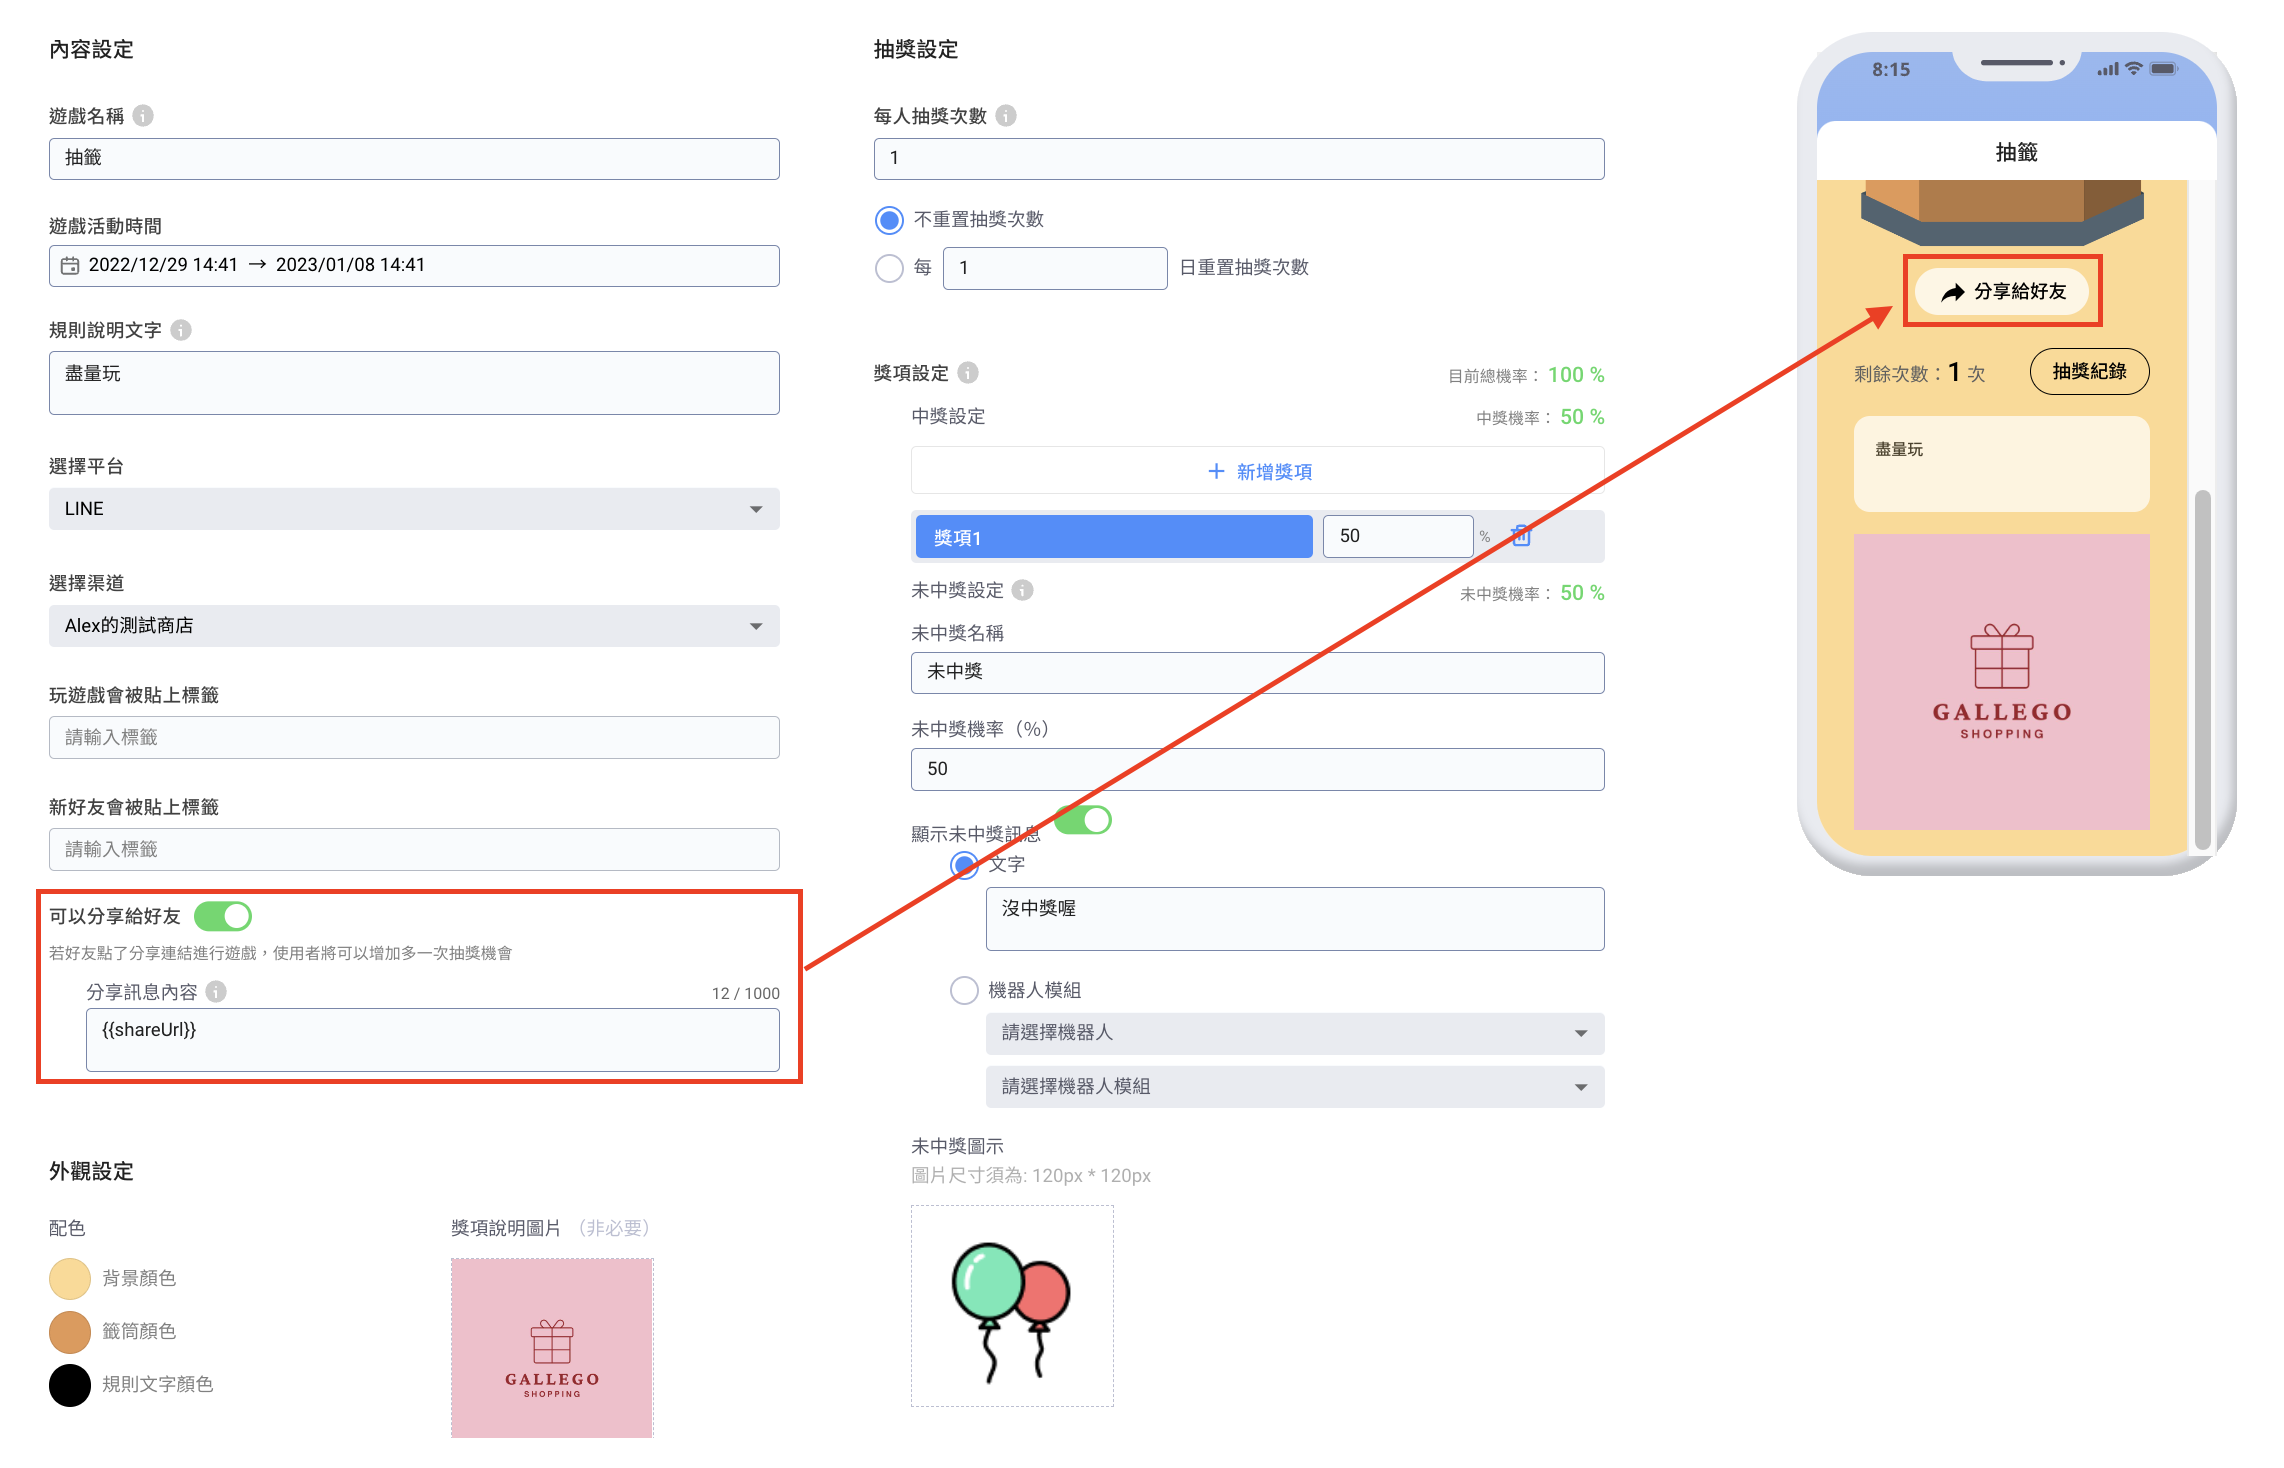 內容設定
遊戲名稱
抽籤
遊戲活動時間
2022/12/29 14:41 → 2023/01/08 14:41
規則說明文字
盡量玩
選擇平台
LINE
選擇渠道
Alex的測試商店
玩遊戲會被貼上標籤
請輸入標籤
新好友會被貼上標籤
請輸入標籤
可以分享給好友
若好友點了分享連結進行遊戲，使用者將可以增加多一次抽獎機會
分享訊息內容
12 / 1000
{{shareUrl}}
外觀設定
配色
背景顏色
籤筒顏色
規則文字顏色
獎項說明圖片 （非必要）
GALLEGO
SHOPPING
抽獎設定
每人抽獎次數
1
不重置抽獎次數
每 1 日重置抽獎次數
獎項設定
目前總機率： 100 %
中獎設定
中獎機率： 50 %
+ 新增獎項
獎項1
50 %
未中獎設定
未中獎機率： 50 %
未中獎名稱
未中獎
未中獎機率（%）
50
顯示未中獎訊息
文字
沒中獎喔
機器人模組
請選擇機器人
請選擇機器人模組
未中獎圖示
圖片尺寸須為: 120px * 120px
8:15
抽籤
分享給好友
剩餘次數：1 次
抽獎紀錄
盡量玩
GALLEGO
SHOPPING